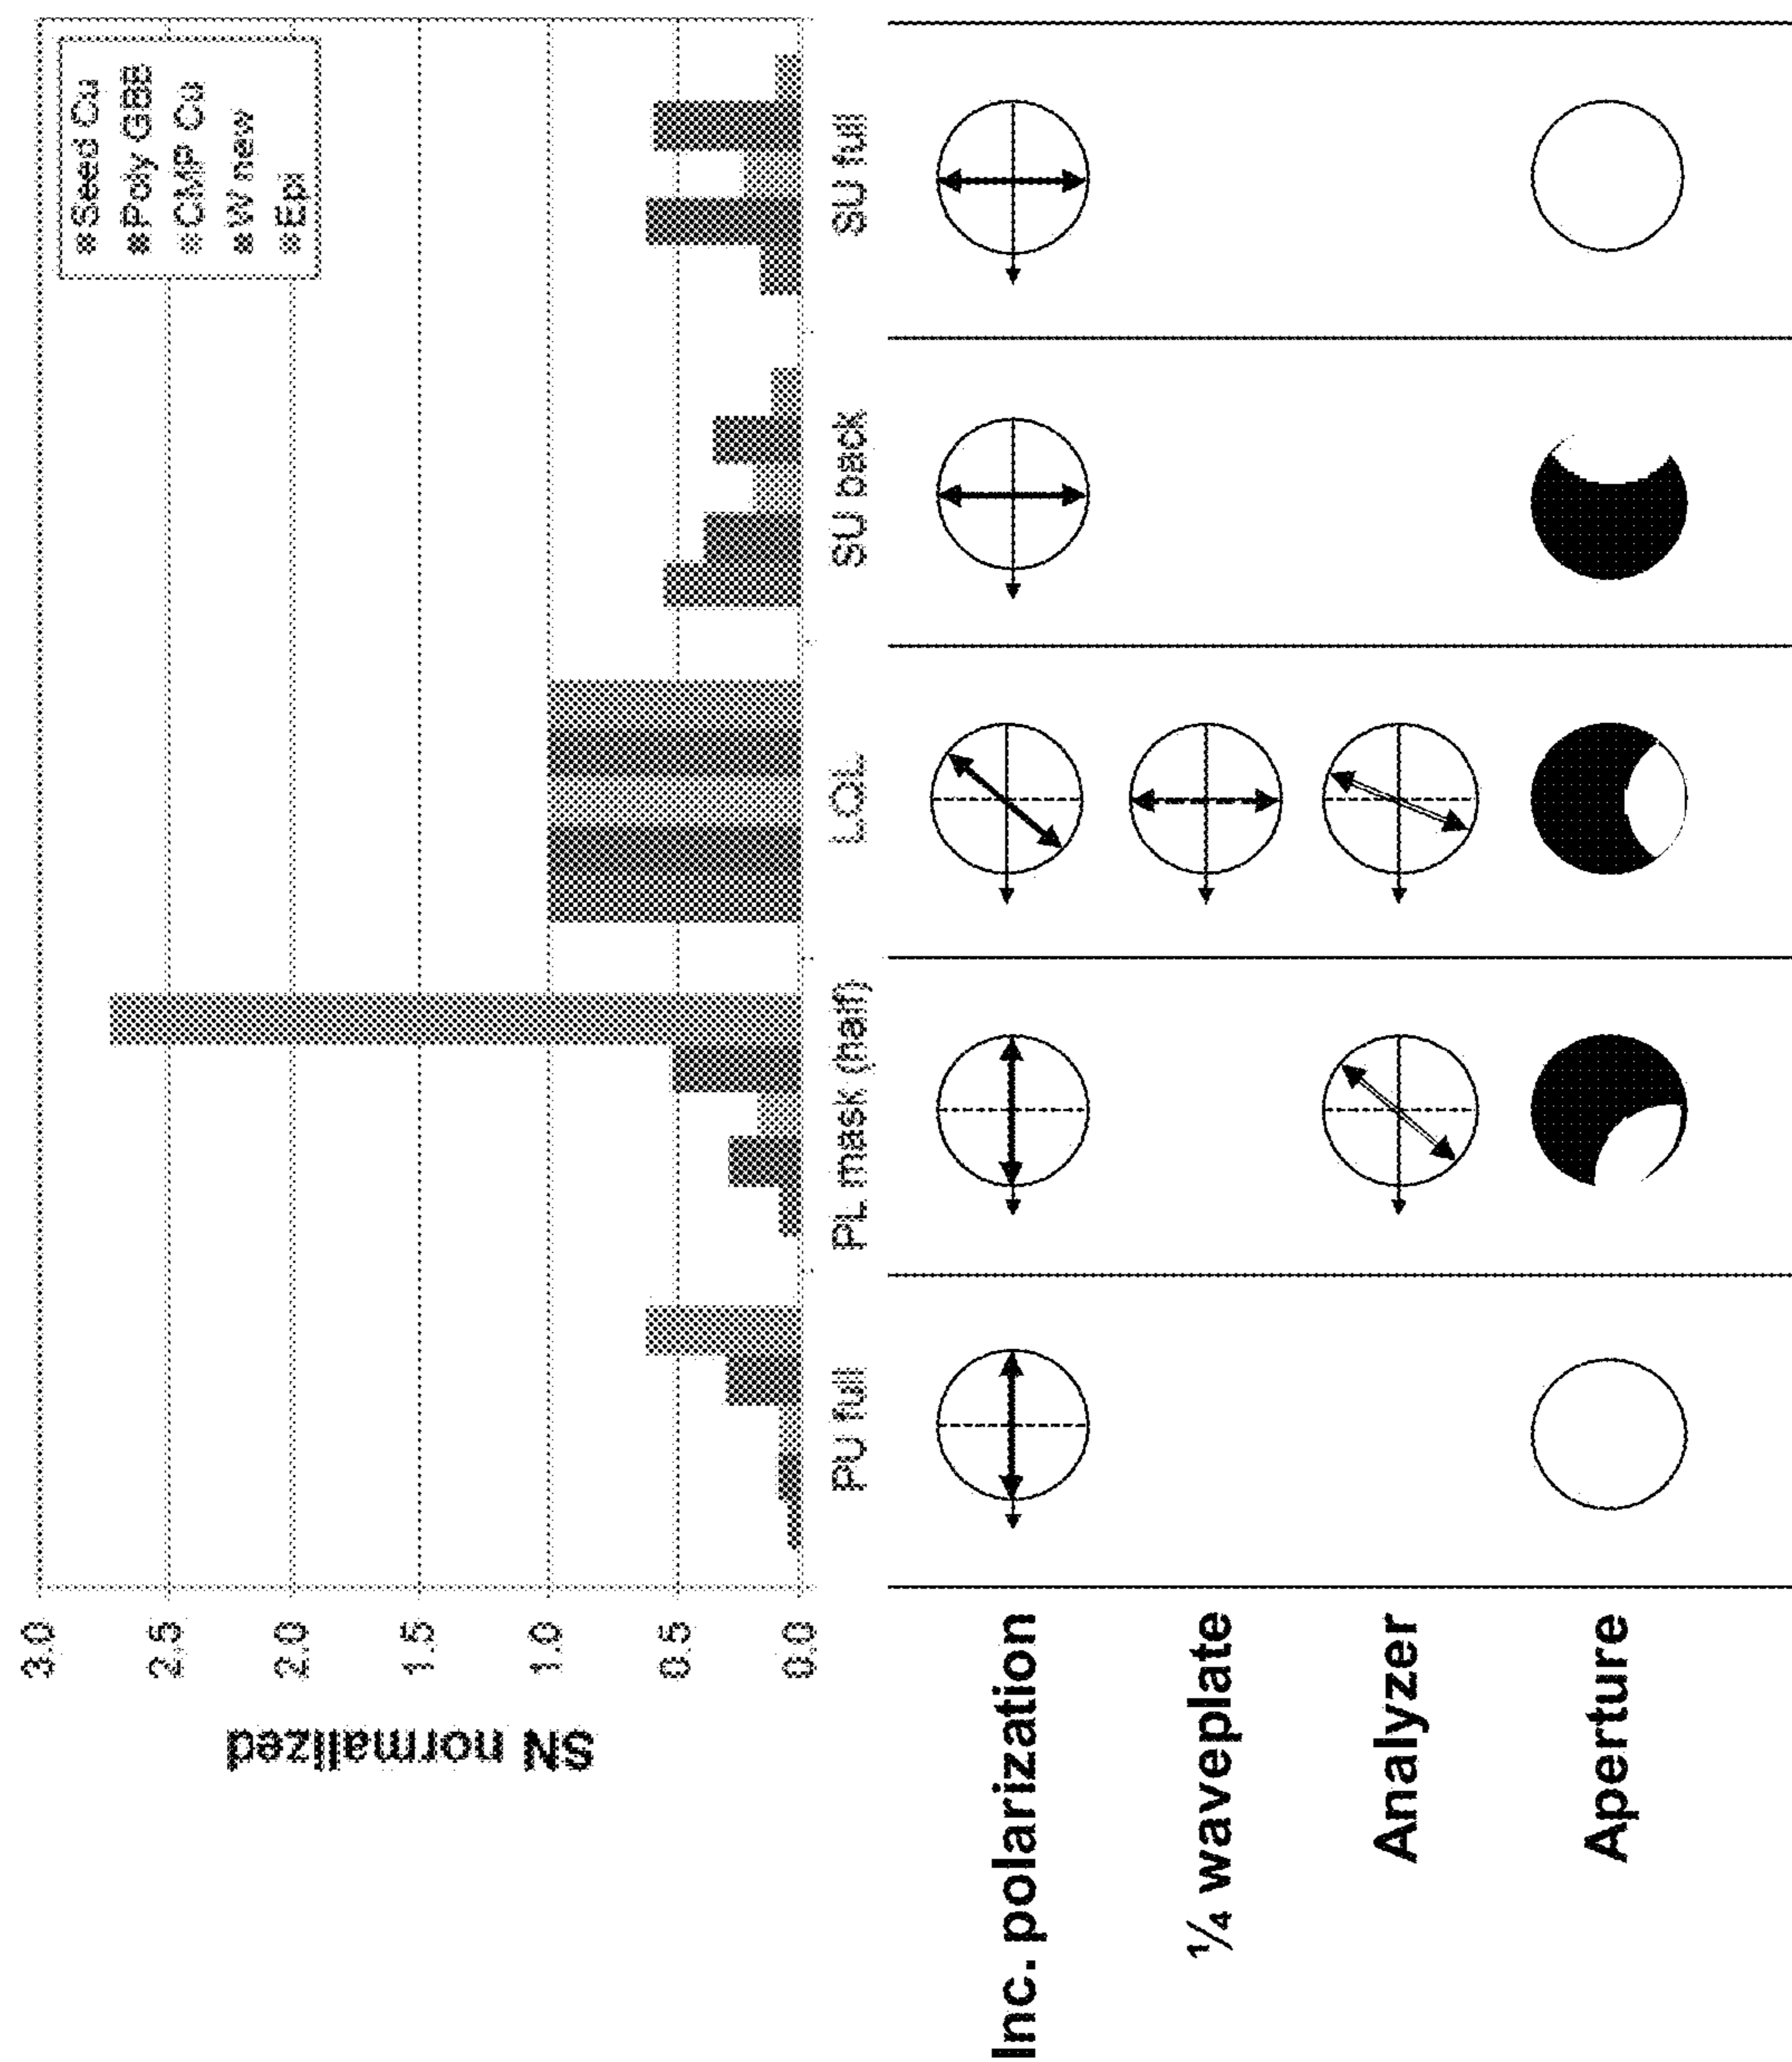 SN normalized
3.0
2.5
2.0
1.5
1.0
0.5
0.0
Seed Cu
Poly GBB
CMP Cu
W new
Epi
PU full
PL mask (half)
LQL
SU back
SU full
Inc. polarization
¼ waveplate
Analyzer
Aperture